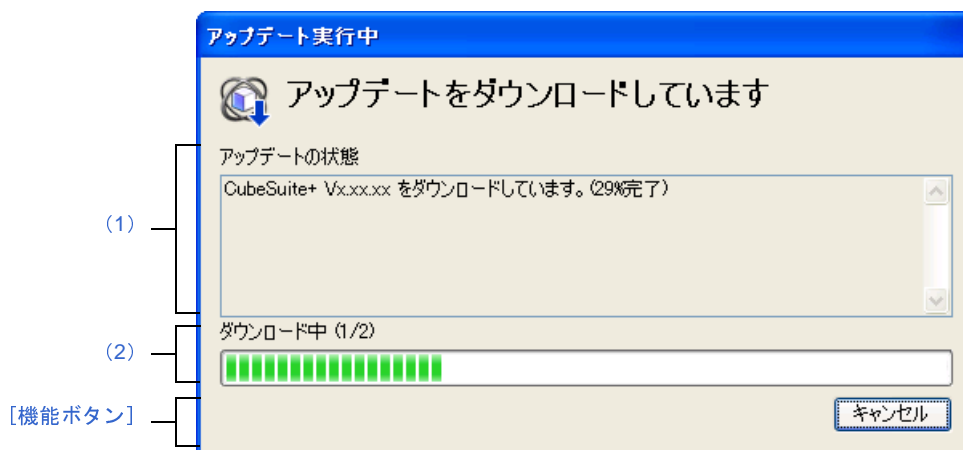 アップデート実行中
アップデートをダウンロードしています
アップデートの状態
CubeSuite+ Vx.xx.xx をダウンロードしています。(29%完了)
(1)
ダウンロード中 (1/2)
(2)
[機能ボタン]
キャンセル